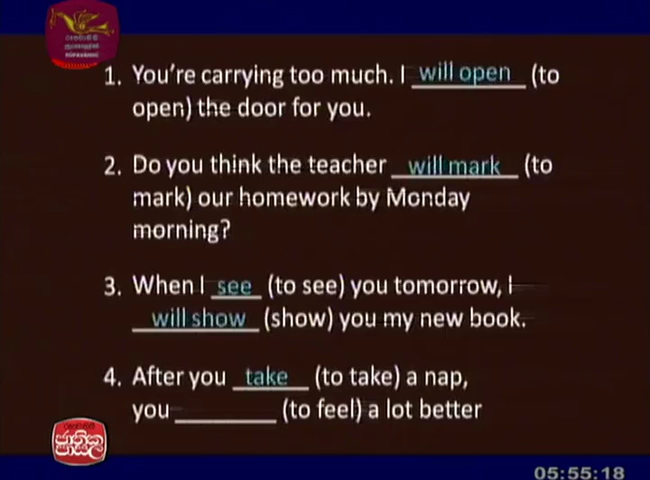 1. You're carrying too much. I will open (to
open) the door for you.
2. Do you think the teacher will mark (to
mark) our homework by Monday
morning?
3. When I see (to see) you tomorrow, I
will show (show) you my new book.
4. After you take (to take) a nap,
you ________ (to feel) a lot better
ජාතික
පාසල
05:55:18